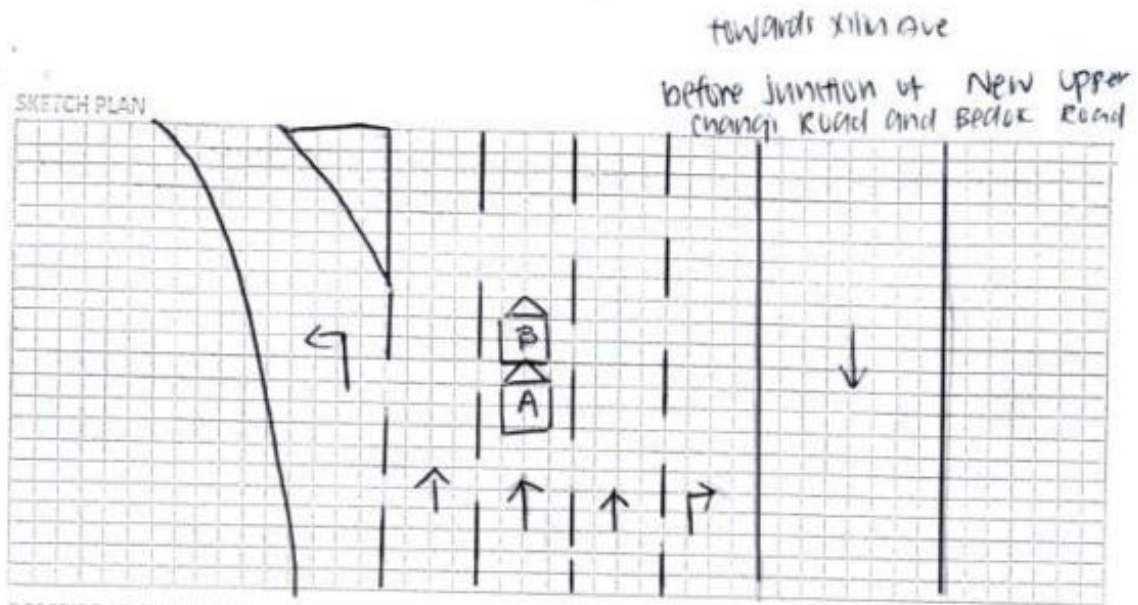 towards Xilin Ave
before junction of New Upper
Changi Road and Bedok Road
SKETCH PLAN
B
A